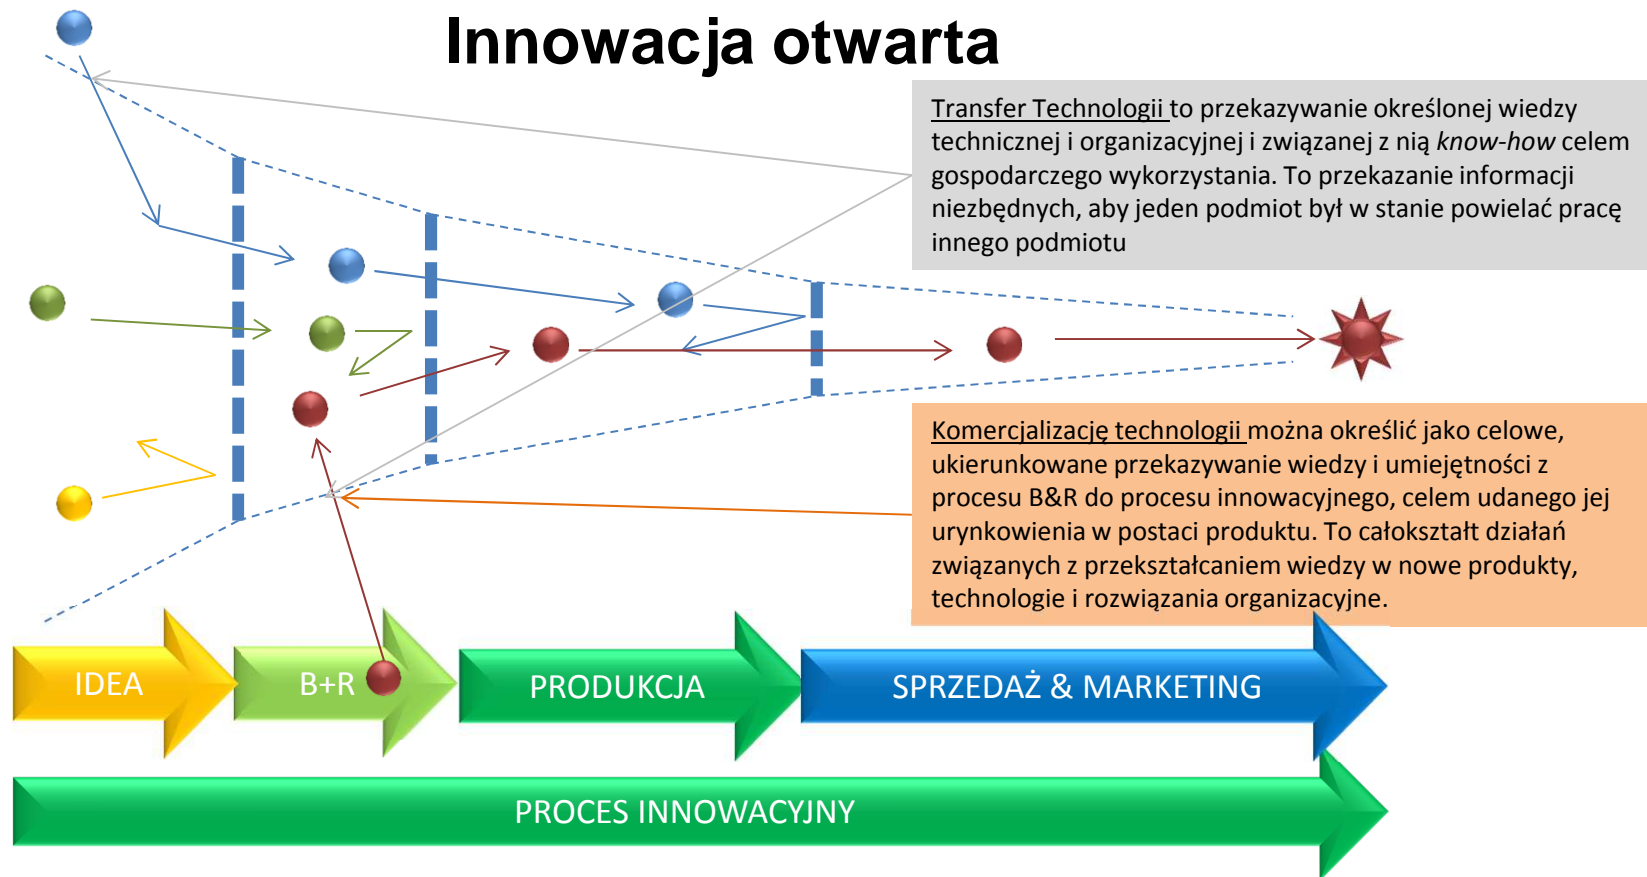 Innowacja otwarta
Transfer Technologii to przekazywanie określonej wiedzy
technicznej i organizacyjnej i związanej z nią know-how celem
gospodarczego wykorzystania. To przekazanie informacji
niezbędnych, aby jeden podmiot był w stanie powielać pracę
innego podmiotu
Komercjalizację technologii można określić jako celowe,
ukierunkowane przekazywanie wiedzy i umiejętności z
procesu B&R do procesu innowacyjnego, celem udanego jej
urynkowienia w postaci produktu. To całokształt działań
związanych z przekształcaniem wiedzy w nowe produkty,
technologie i rozwiązania organizacyjne.
IDEA
B+R
PRODUKCJA
SPRZEDAŻ & MARKETING
PROCES INNOWACYJNY